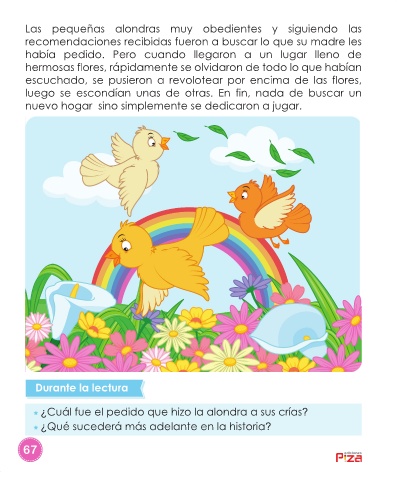 Las pequeñas alondras muy obedientes y siguiendo las
recomendaciones recibidas fueron a buscar lo que su madre les
había pedido. Pero cuando llegaron a un lugar lleno de
hermosas flores, rápidamente se olvidaron de todo lo que habían
escuchado, se pusieron a revolotear por encima de las flores,
luego se escondían unas de otras. En fin, nada de buscar un
nuevo hogar sino simplemente se dedicaron a jugar.
Durante la lectura
¿Cuál fue el pedido que hizo la alondra a sus crías?
¿Qué sucederá más adelante en la historia?
67
P!ZA